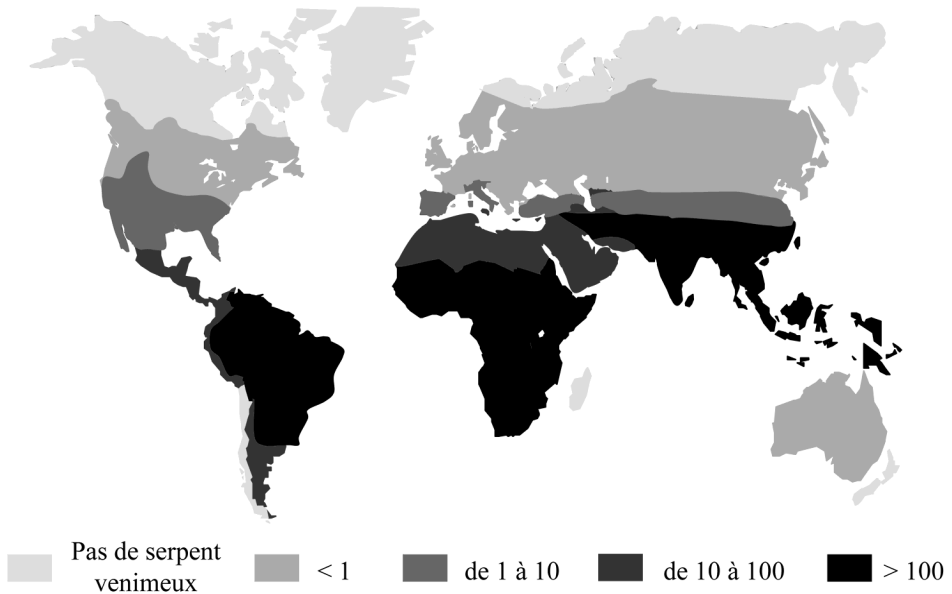 Pas de serpent
venimeux
< 1
de 1 à 10
de 10 à 100
> 100